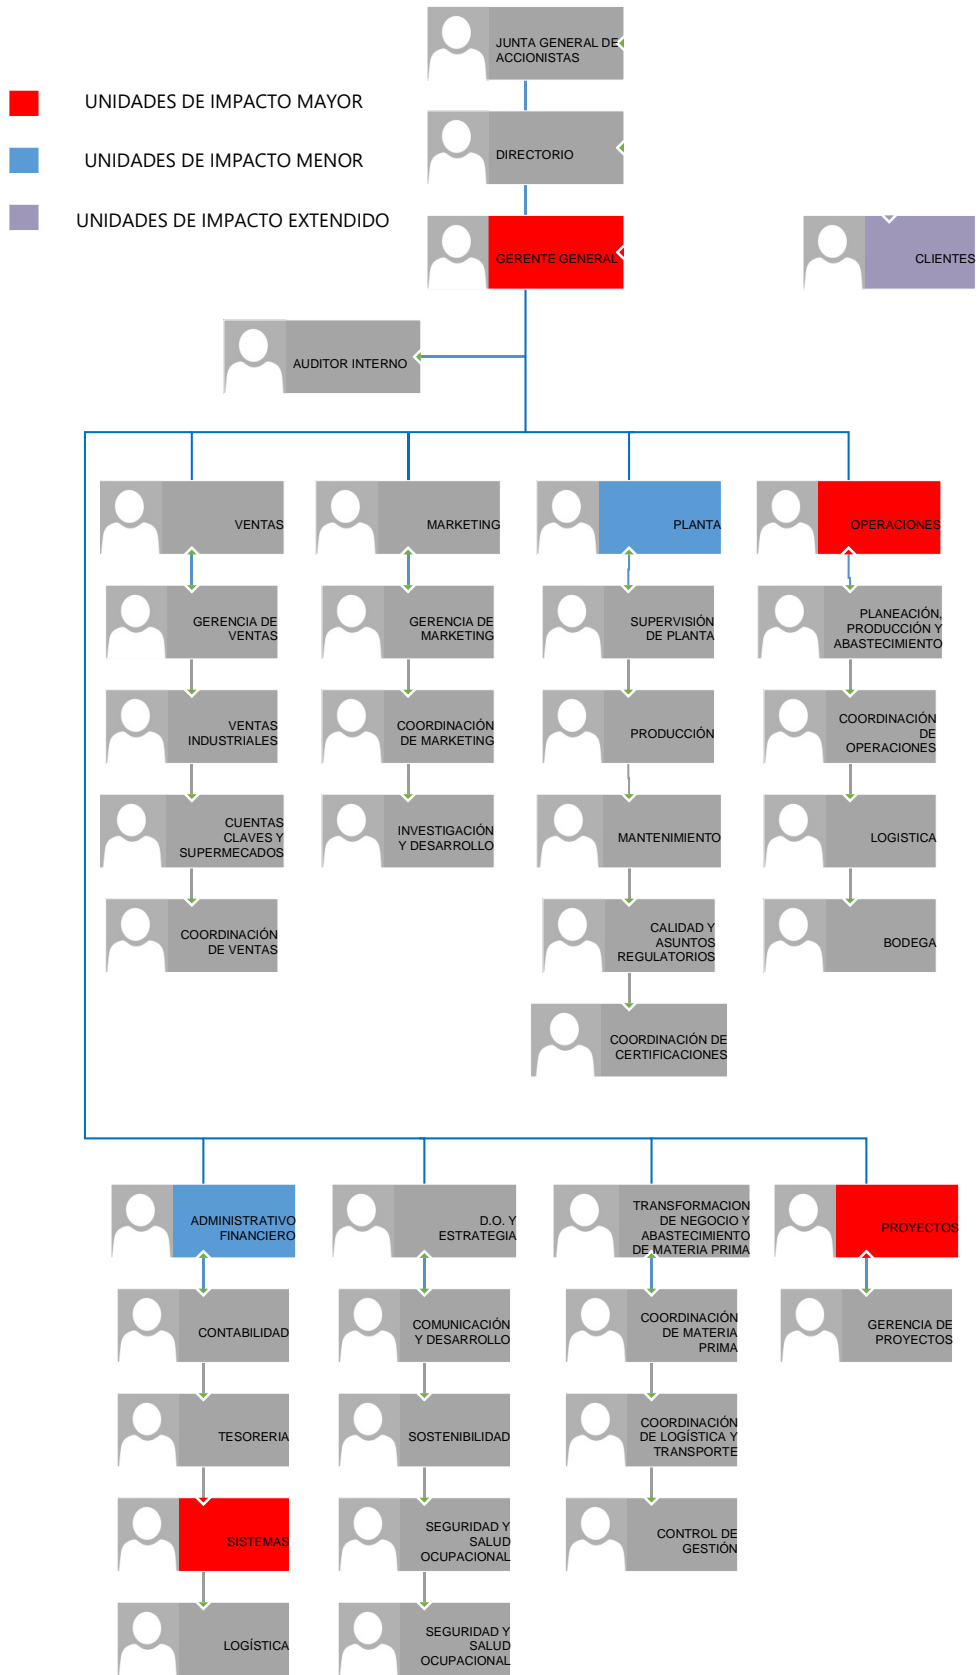 JUNTA GENERAL DE
ACCIONISTAS
UNIDADES DE IMPACTO MAYOR
UNIDADES DE IMPACTO MENOR
DIRECTORIO
UNIDADES DE IMPACTO EXTENDIDO
GERENTE GENERAL
CLIENTES
AUDITOR INTERNO
VENTAS
MARKETING
PLANTA
OPERACIONES
GERENCIA DE
VENTAS
GERENCIA DE
MARKETING
SUPERVISIÓN
DE PLANTA
PLANEACIÓN,
PRODUCCIÓN Y
ABASTECIMIENTO
VENTAS
INDUSTRIALES
COORDINACIÓN
DE MARKETING
PRODUCCIÓN
COORDINACIÓN
DE
OPERACIONES
CUENTAS
CLAVES Y
SUPERMECADOS
INVESTIGACIÓN
Y DESARROLLO
MANTENIMIENTO
LOGISTICA
COORDINACIÓN
DE VENTAS
CALIDAD Y
ASUNTOS
REGULATORIOS
BODEGA
COORDINACIÓN DE
CERTIFICACIONES
ADMINISTRATIVO
FINANCIERO
D.O. Y
ESTRATEGIA
TRANSFORMACION
DE NEGOCIO Y
ABASTECIMIENTO
DE MATERIA PRIMA
PROYECTOS
CONTABILIDAD
COMUNICACIÓN
Y DESARROLLO
COORDINACIÓN
DE MATERIA
PRIMA
GERENCIA DE
PROYECTOS
TESORERIA
SOSTENIBILIDAD
COORDINACIÓN
DE LOGÍSTICA Y
TRANSPORTE
SISTEMAS
SEGURIDAD Y
SALUD
OCUPACIONAL
CONTROL DE
GESTIÓN
LOGÍSTICA
SEGURIDAD Y
SALUD
OCUPACIONAL